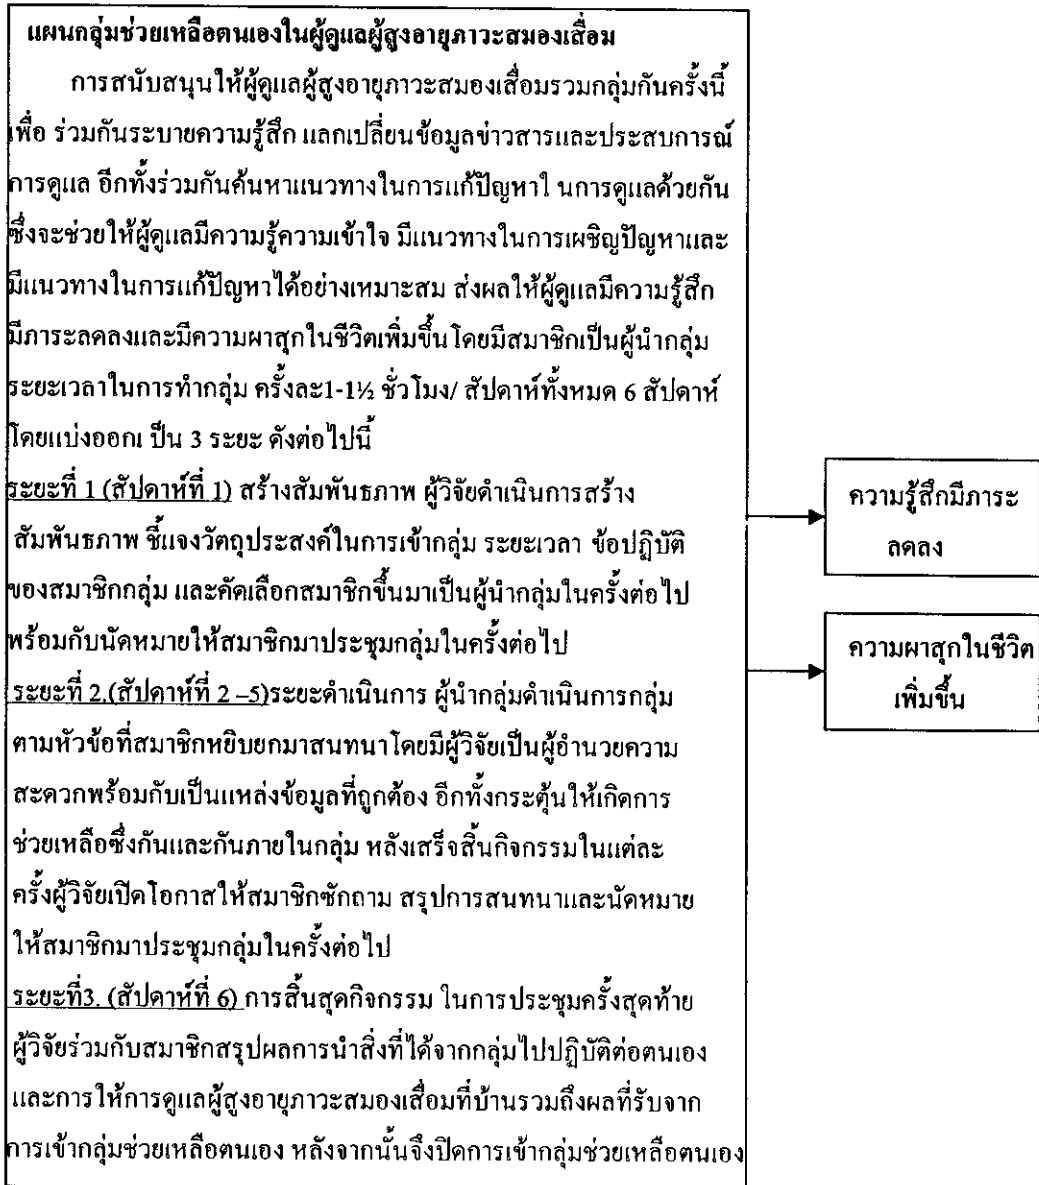 แผนกลุ่มช่วยเหลือตนเองในผู้ดูแลผู้สูงอายุภาวะสมองเสื่อม
การสนับสนุนให้ผู้ดูแลผู้สูงอายุภาวะสมองเสื่อมรวมกลุ่มกันครั้งนี้
เพื่อ ร่วมกันระบายความรู้สึก แลกเปลี่ยนข้อมูลข่าวสารและประสบการณ์
การดูแล อีกทั้งร่วมกันค้นหาแนวทางในการแก้ปัญหาใ นการดูแลด้วยกัน
ซึ่งจะช่วยให้ผู้ดูแลมีความรู้ความเข้าใจ มีแนวทางในการเผชิญปัญหาและ
มีแนวทางในการแก้ปัญหาได้อย่างเหมาะสม ส่งผลให้ผู้ดูแลมีความรู้สึก
มีภาระลดลงและมีความผาสุกในชีวิตเพิ่มขึ้นโดยมีสมาชิกเป็นผู้นำกลุ่ม
ระยะเวลาในการทำกลุ่ม ครั้งละ1-1½ ชั่วโมง/ สัปดาห์ทั้งหมด 6 สัปดาห์
โดยแบ่งออกเ ป็น 3 ระยะ ดังต่อไปนี้
ระยะที่ 1 (สัปดาห์ที่ 1) สร้างสัมพันธภาพ ผู้วิจัยดำเนินการสร้าง
สัมพันธภาพ ชี้แจงวัตถุประสงค์ในการเข้ากลุ่ม ระยะเวลา ข้อปฏิบัติ
ของสมาชิกกลุ่ม และคัดเลือกสมาชิกขึ้นมาเป็นผู้นำกลุ่มในครั้งต่อไป
พร้อมกับนัดหมายให้สมาชิกมาประชุมกลุ่มในครั้งต่อไป
ระยะที่ 2.(สัปดาห์ที่ 2 –5)ระยะดำเนินการ ผู้นำกลุ่มดำเนินการกลุ่ม
ตามหัวข้อที่สมาชิกหยิบยกมาสนทนาโดยมีผู้วิจัยเป็นผู้อำนวยความ
สะดวกพร้อมกับเป็นแหล่งข้อมูลที่ถูกต้อง อีกทั้งกระตุ้นให้เกิดการ
ช่วยเหลือซึ่งกันและกันภายในกลุ่ม หลังเสร็จสิ้นกิจกรรมในแต่ละ
ครั้งผู้วิจัยเปิดโอกาสให้สมาชิกซักถาม สรุปการสนทนาและนัดหมาย
ให้สมาชิกมาประชุมกลุ่มในครั้งต่อไป
ระยะที่3. (สัปดาห์ที่ 6) การสิ้นสุดกิจกรรม ในการประชุมครั้งสุดท้าย
ผู้วิจัยร่วมกับสมาชิกสรุปผลการนำสิ่งที่ได้จากกลุ่มไปปฏิบัติต่อตนเอง
และการให้การดูแลผู้สูงอายุภาวะสมองเสื่อมที่บ้านรวมถึงผลที่รับจาก
การเข้ากลุ่มช่วยเหลือตนเอง หลังจากนั้นจึงปิดการเข้ากลุ่มช่วยเหลือตนเอง
ความรู้สึกมีภาระ
ลดลง
ความผาสุกในชีวิต
เพิ่มขึ้น